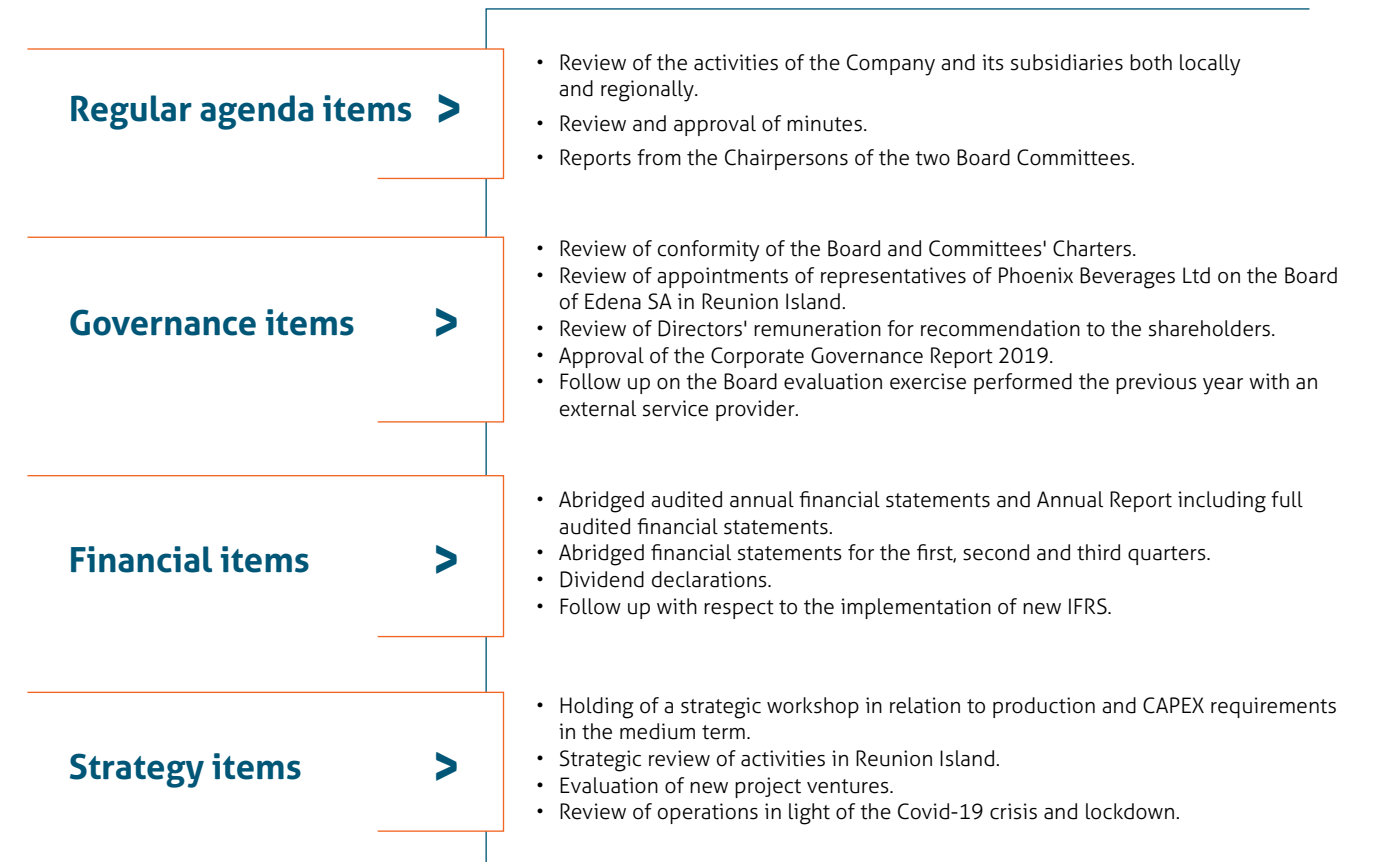 Regular agenda items >
• Review of the activities of the Company and its subsidiaries both locally
and regionally.
• Review and approval of minutes.
• Reports from the Chairpersons of the two Board Committees.
Governance items >
• Review of conformity of the Board and Committees' Charters.
• Review of appointments of representatives of Phoenix Beverages Ltd on the Board
of Edena SA in Reunion Island.
• Review of Directors' remuneration for recommendation to the shareholders.
• Approval of the Corporate Governance Report 2019.
• Follow up on the Board evaluation exercise performed the previous year with an
external service provider.
Financial items >
• Abridged audited annual financial statements and Annual Report including full
audited financial statements.
• Abridged financial statements for the first, second and third quarters.
• Dividend declarations.
• Follow up with respect to the implementation of new IFRS.
Strategy items >
• Holding of a strategic workshop in relation to production and CAPEX requirements
in the medium term.
• Strategic review of activities in Reunion Island.
• Evaluation of new project ventures.
• Review of operations in light of the Covid-19 crisis and lockdown.